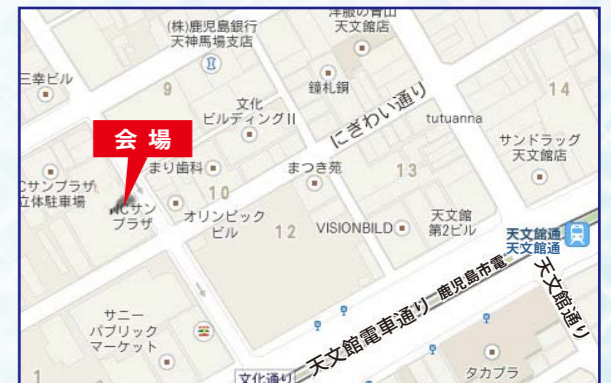 (株)鹿児島銀行
天神馬場支店
洋服の青山
天文館店
三幸ビル
9
鐘札銅
14
文化
ビルディングII
にぎわい通り
tutuanna
会 場
サンドラッグ
天文館店
まり歯科
まつき苑
13
Cサンプラザ
立体駐車場
10
NCサン
プラザ
オリンピック
ビル
12
VISIONBILD
天文館
第2ビル
天文館通
天文館通
鹿児島市電
天文館電車通り
天文館通り
サニー
パブリック
マーケット
1
文化通り
タカプラ